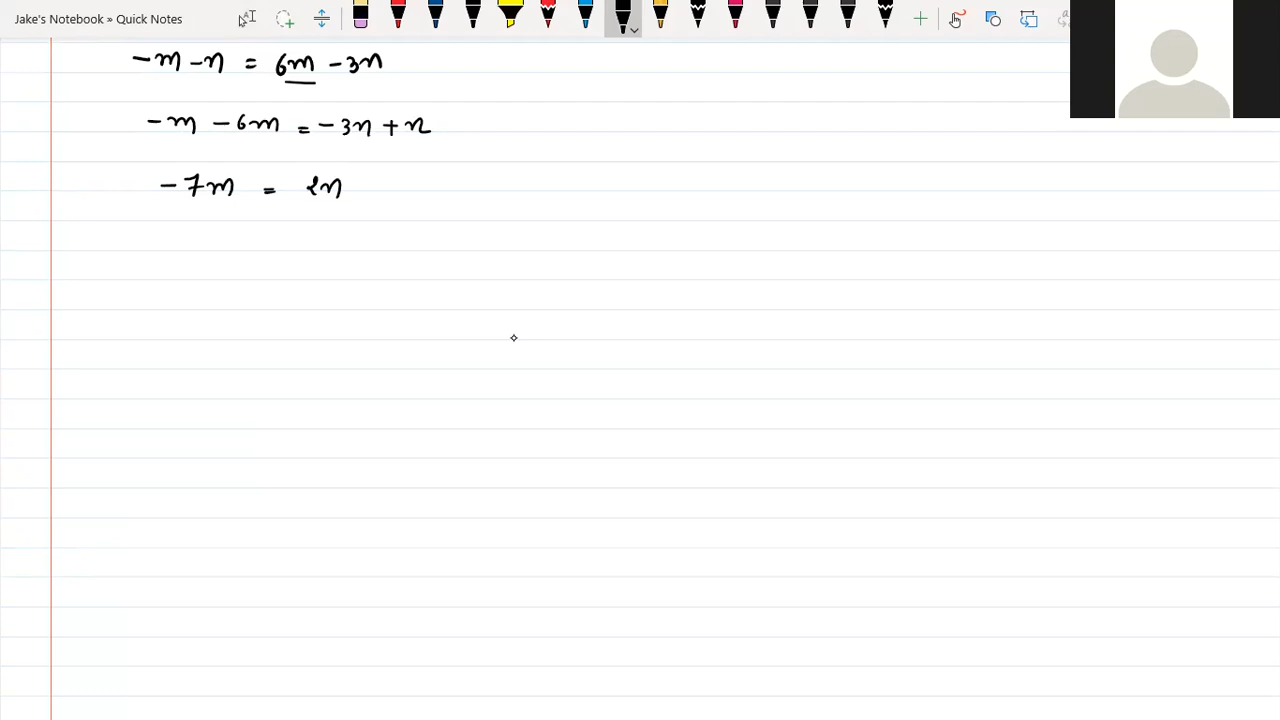 Jake's Notebook » Quick Notes
-m -n = 6m -3n
-m - 6m = -3n + n
-7m = 2n